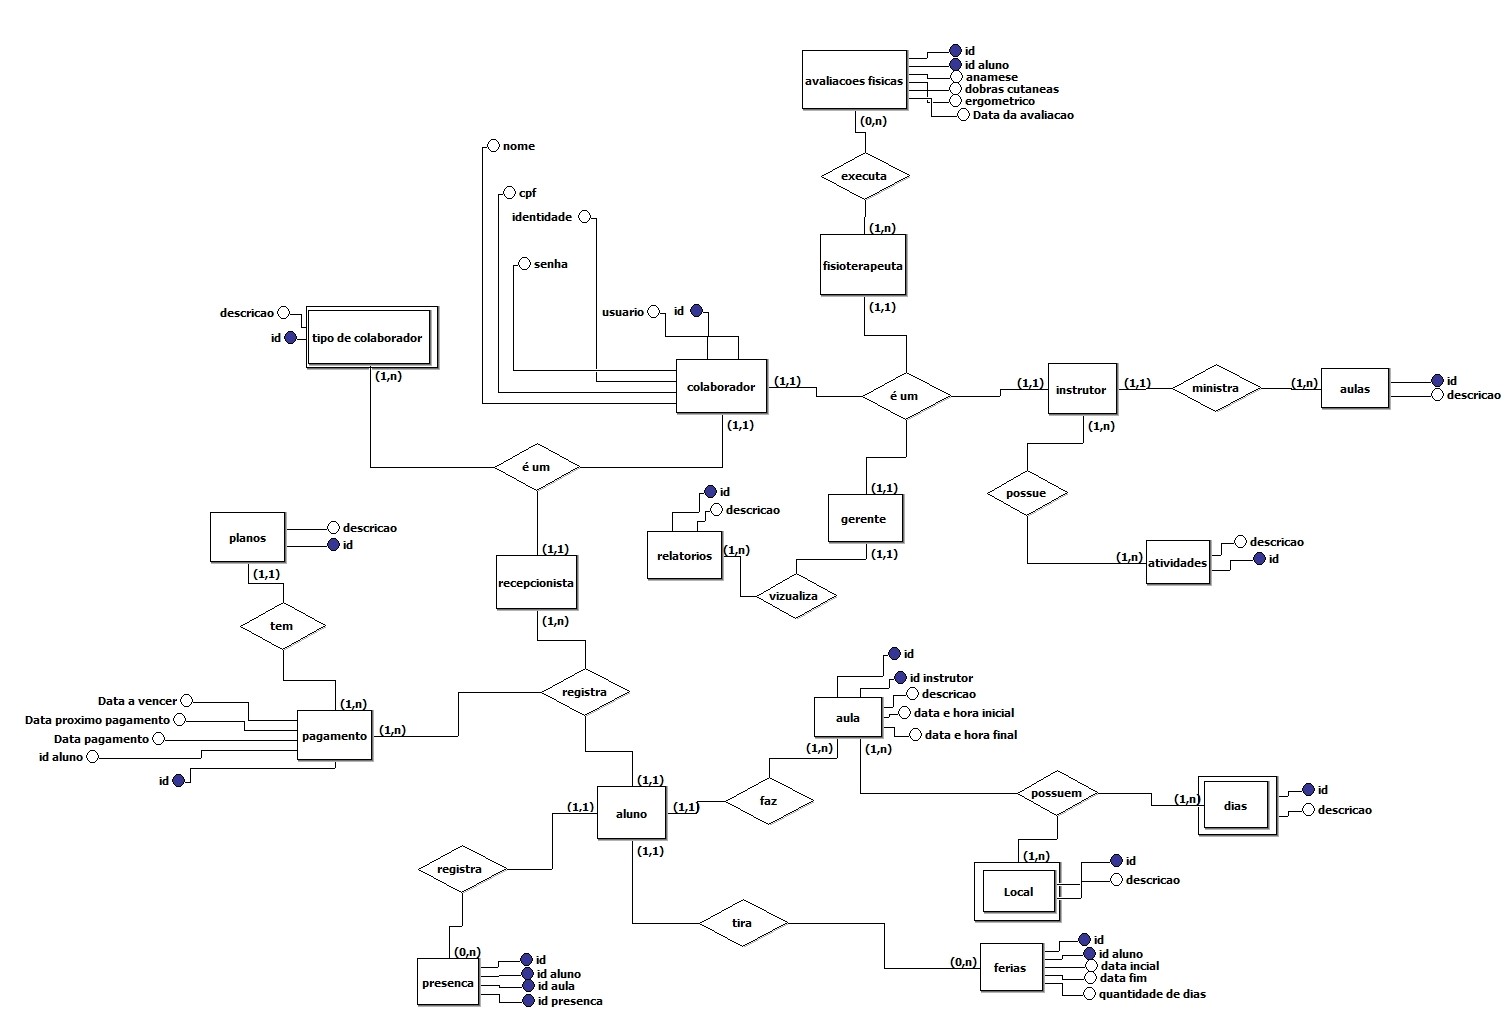 id
avaliacoes fisicas
id aluno
anamese
dobras cutaneas
ergometrico
Data da avaliacao
(0,n)
nome
executa
cpf
identidade
(1,n)
senha
fisioterapeuta
(1,1)
descricao
usuario
id
id
tipo de colaborador
(1,n)
colaborador
(1,1)
é um
(1,1)
instrutor
(1,1)
ministra
(1,n)
aulas
id
descricao
(1,1)
(1,n)
é um
possue
id
descricao
(1,1)
gerente
planos
descricao
id
(1,1)
(1,1)
recepcionista
relatorios
(1,n)
(1,1)
vizualiza
(1,n)
atividades
descricao
id
tem
(1,n)
id
id instrutor
descricao
data e hora inicial
data e hora final
registra
aula
Data a vencer
Data proximo pagamento
Data pagamento
id aluno
id
(1,n)
pagamento
(1,n)
(1,n)
(1,n)
(1,1)
(1,1)
aluno
(1,1)
faz
possuem
(1,n)
dias
id
descricao
(1,1)
registra
(1,n)
Local
id
descricao
tira
(0,n)
presenca
id
id aluno
id aula
id presenca
(0,n)
ferias
id
id aluno
data incial
data fim
quantidade de dias